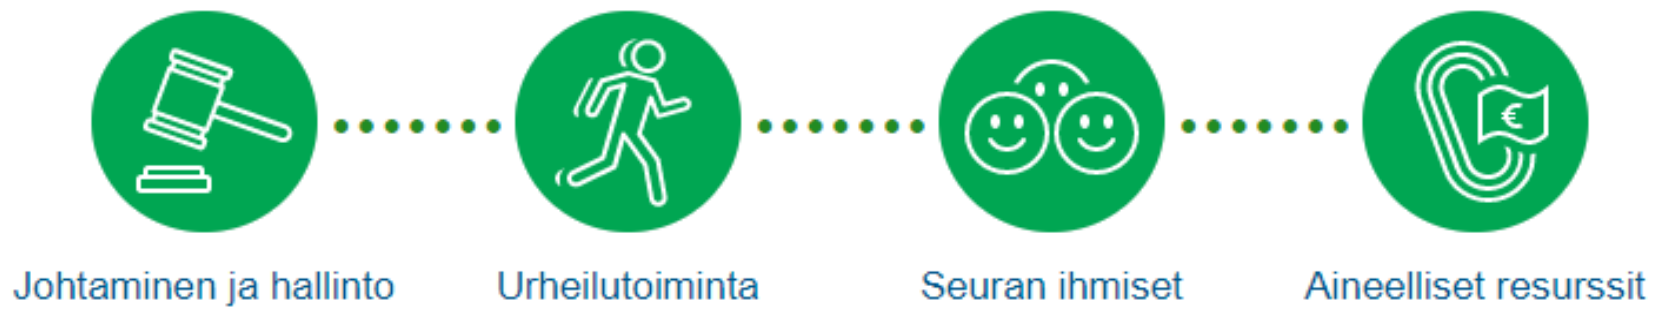 €
Johtaminen ja hallinto
Urheilutoiminta
Seuran ihmiset
Aineelliset resurssit